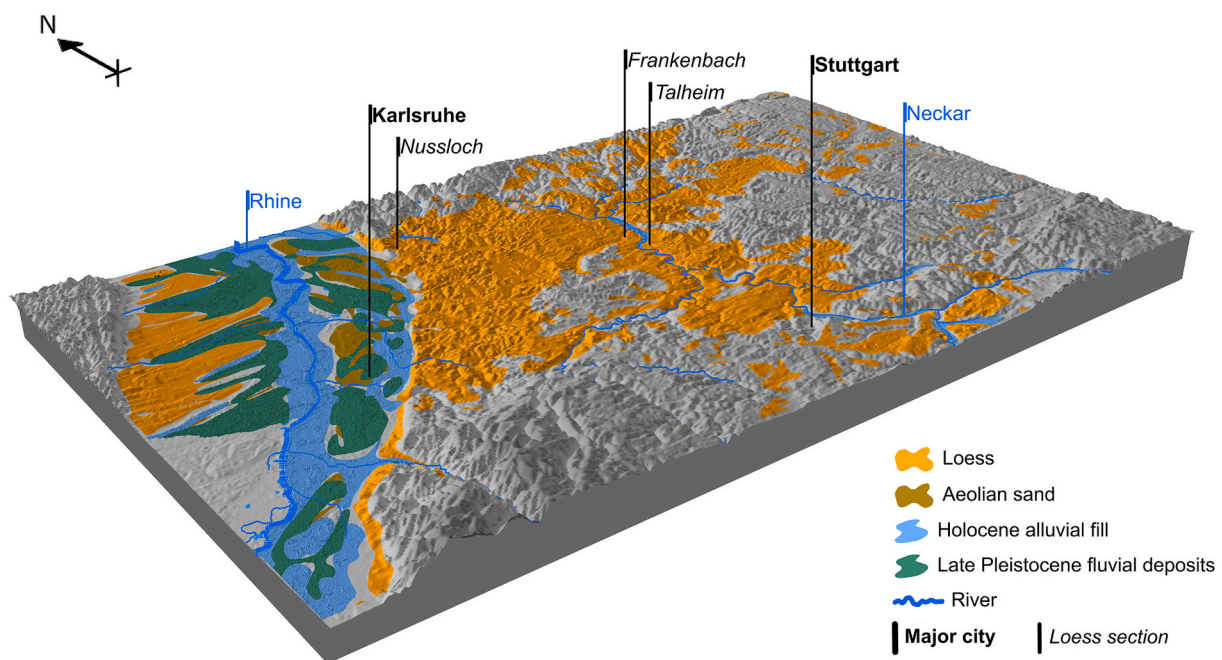 N
Frankenbach
Stuttgart
Talheim
Karlsruhe
Neckar
Nussloch
Rhine
Loess
Aeolian sand
Holocene alluvial fill
Late Pleistocene fluvial deposits
River
Major city Loess section